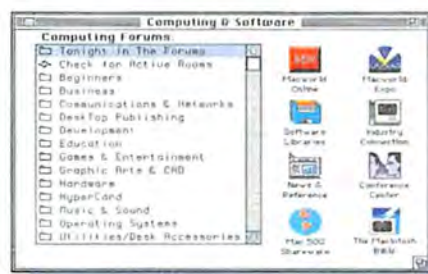 Computing & Software
Computing Forums:
Tonight in The Forums
Check for Active Rooms
Beginners
Business
Communications & Networks
DeskTop Publishing
Development
Education
Games & Entertainment
Graphic Arts & CAD
Hardware
HyperCard
Music & Sound
Operating Systems
Utilities/Desk Accessories
Macworld
Online
Macworld
Expo
Software
Libraries
Industry
Connection
News &
Reference
Conference
Center
Mac 500
Shareware
The Macintosh